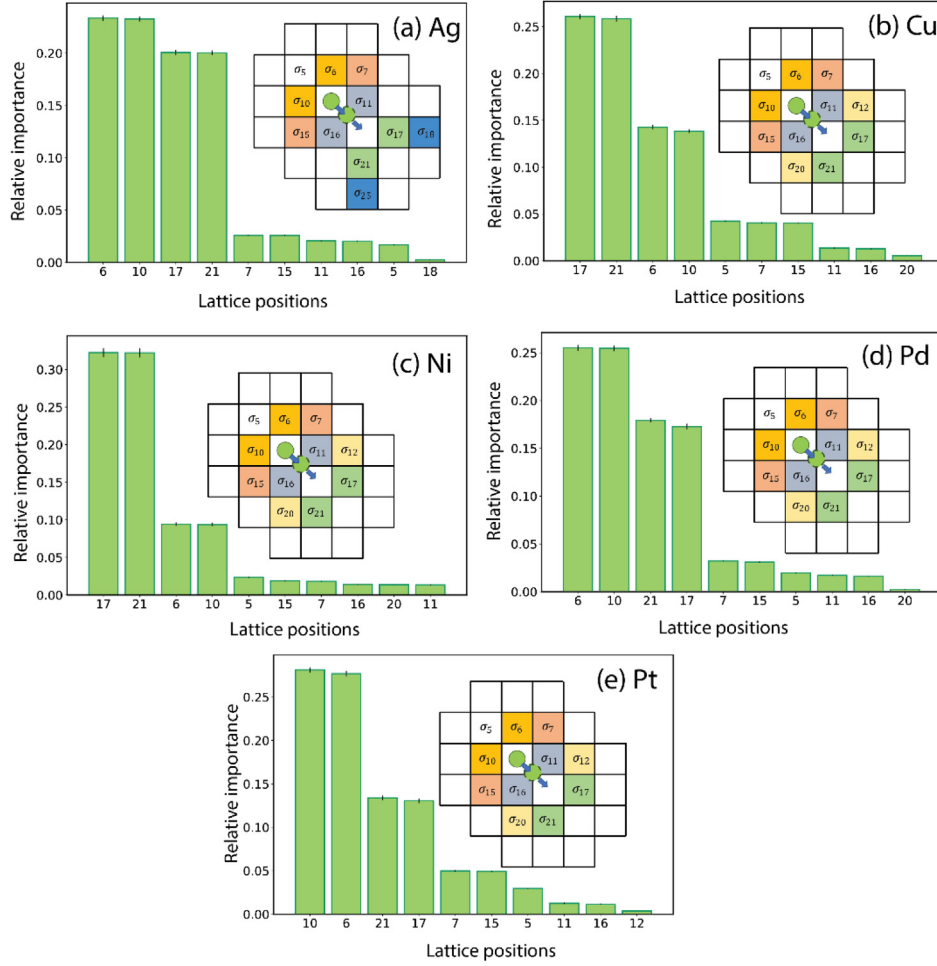 (a) Ag
Relative importance
0.20
0.15
0.10
0.05
0.00
σ5 σ6 σ7
σ10 σ11
σ15 σ16 σ17 σ18
σ21
σ25
6 10 17 21 7 15 11 16 5 18
Lattice positions
(b) Cu
Relative importance
0.25
0.20
0.15
0.10
0.05
0.00
σ5 σ6 σ7
σ10 σ11 σ12
σ15 σ16 σ17
σ20 σ21
17 21 6 10 5 7 15 11 16 20
Lattice positions
(c) Ni
Relative importance
0.30
0.25
0.20
0.15
0.10
0.05
0.00
σ5 σ6 σ7
σ10 σ11 σ12
σ15 σ16 σ17
σ20 σ21
17 21 6 10 5 15 7 16 20 11
Lattice positions
(d) Pd
Relative importance
0.25
0.20
0.15
0.10
0.05
0.00
σ5 σ6 σ7
σ10 σ11 σ12
σ15 σ16 σ17
σ20 σ21
6 10 21 17 7 15 5 11 16 20
Lattice positions
(e) Pt
Relative importance
0.25
0.20
0.15
0.10
0.05
0.00
σ5 σ6 σ7
σ10 σ11 σ12
σ15 σ16 σ17
σ20 σ21
10 6 21 17 7 15 5 11 16 12
Lattice positions